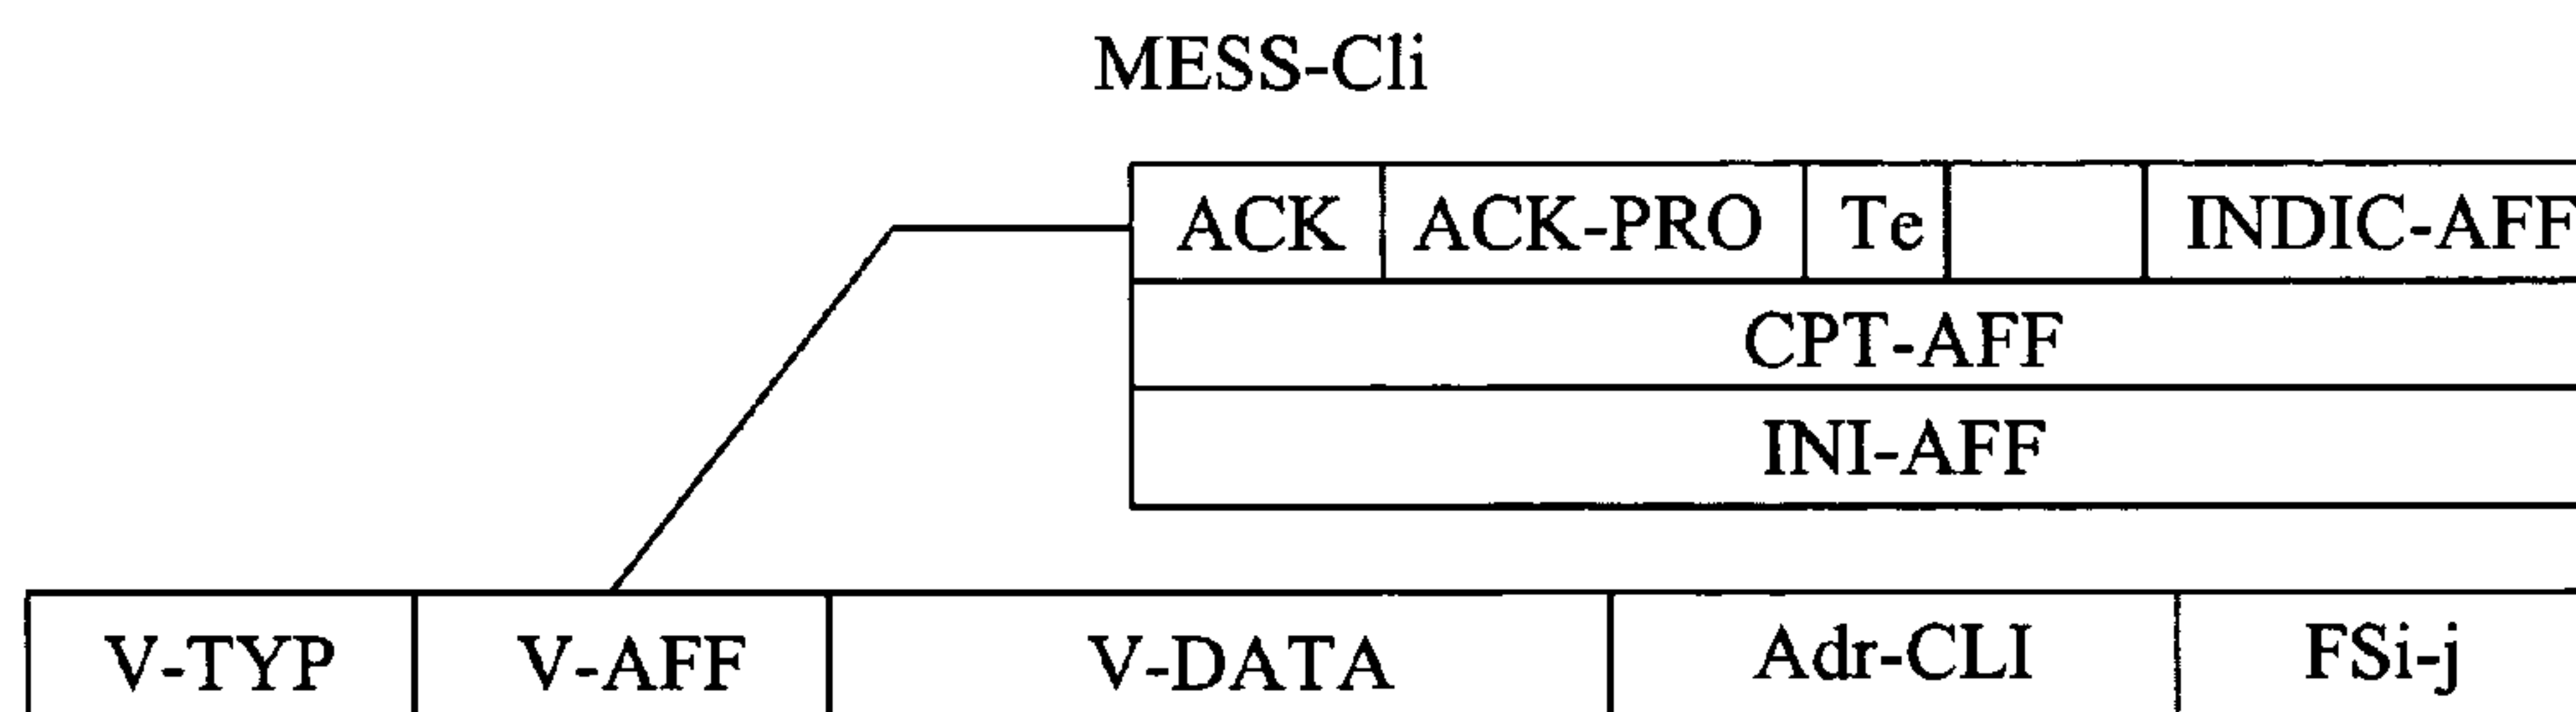 MESS-Cli
ACK ACK-PRO Te INDIC-AFF
CPT-AFF
INI-AFF
V-TYP V-AFF V-DATA Adr-CLI FSi-j